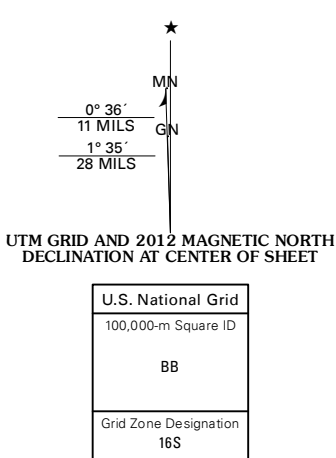 ★
MN
0° 36´
11 MILS
GN
1° 35´
28 MILS
UTM GRID AND 2012 MAGNETIC NORTH
DECLINATION AT CENTER OF SHEET
U.S. National Grid
100,000-m Square ID
BB
Grid Zone Designation
16S